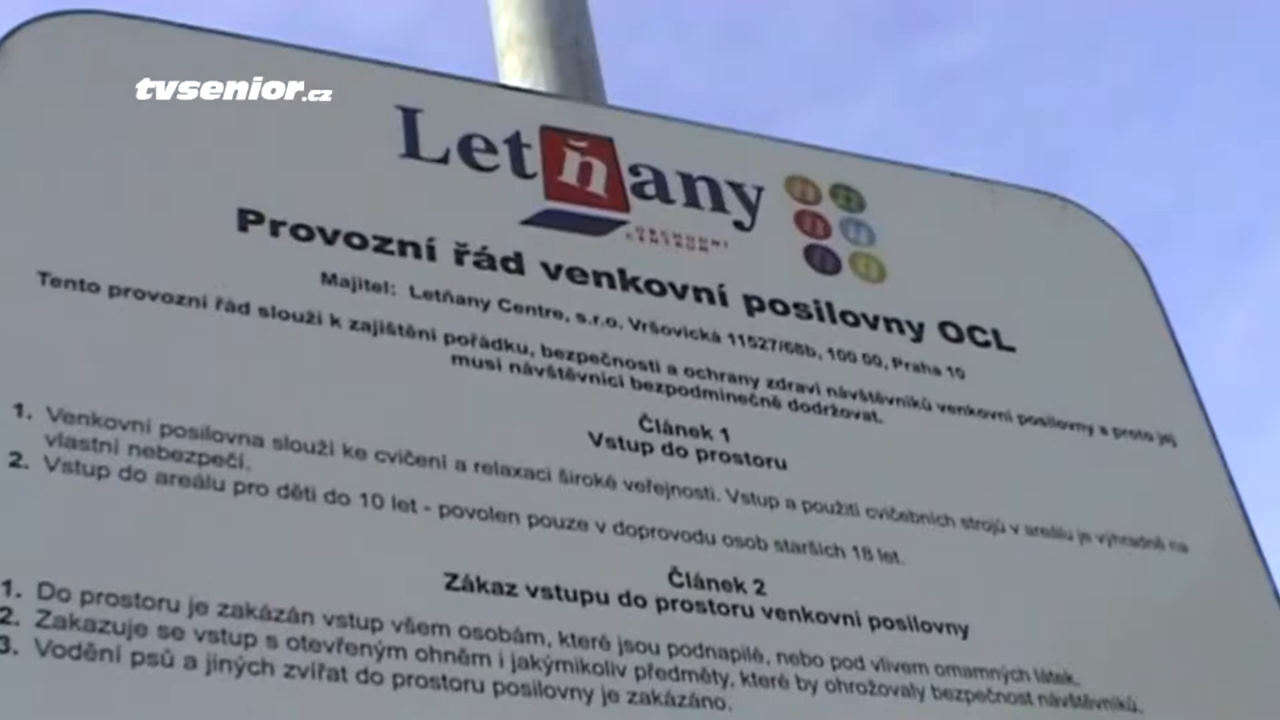 tvsenior.cz
Letňany
OBCHODNÍ
CENTRUM
Provozní řád venkovní posilovny OCL
Majitel: Letňany Centre, s.r.o, Vršovická 11527/68b, 100 00, Praha 10
Tento provozní řád slouží k zajištění pořádku, bezpečnosti a ochrany zdraví návštěvníků venkovní posilovny a proto jej
musí návštěvníci bezpodmínečně dodržovat.
Článek 1
Vstup do prostoru
1. Venkovní posilovna slouží ke cvičení a relaxaci široké veřejnosti. Vstup a použití cvičebních strojů v areálu je výhradně na
vlastní nebezpečí.
2. Vstup do areálu pro děti do 10 let - povolen pouze v doprovodu osob starších 18 let.
Článek 2
Zákaz vstupu do prostoru venkovní posilovny
1. Do prostoru je zakázán vstup všem osobám, které jsou podnapilé, nebo pod vlivem omamných látek.
2. Zakazuje se vstup s otevřeným ohněm i jakýmikoliv předměty, které by ohrožovaly bezpečnost návštěvníků.
3. Vodění psů a jiných zvířat do prostoru posilovny je zakázáno.